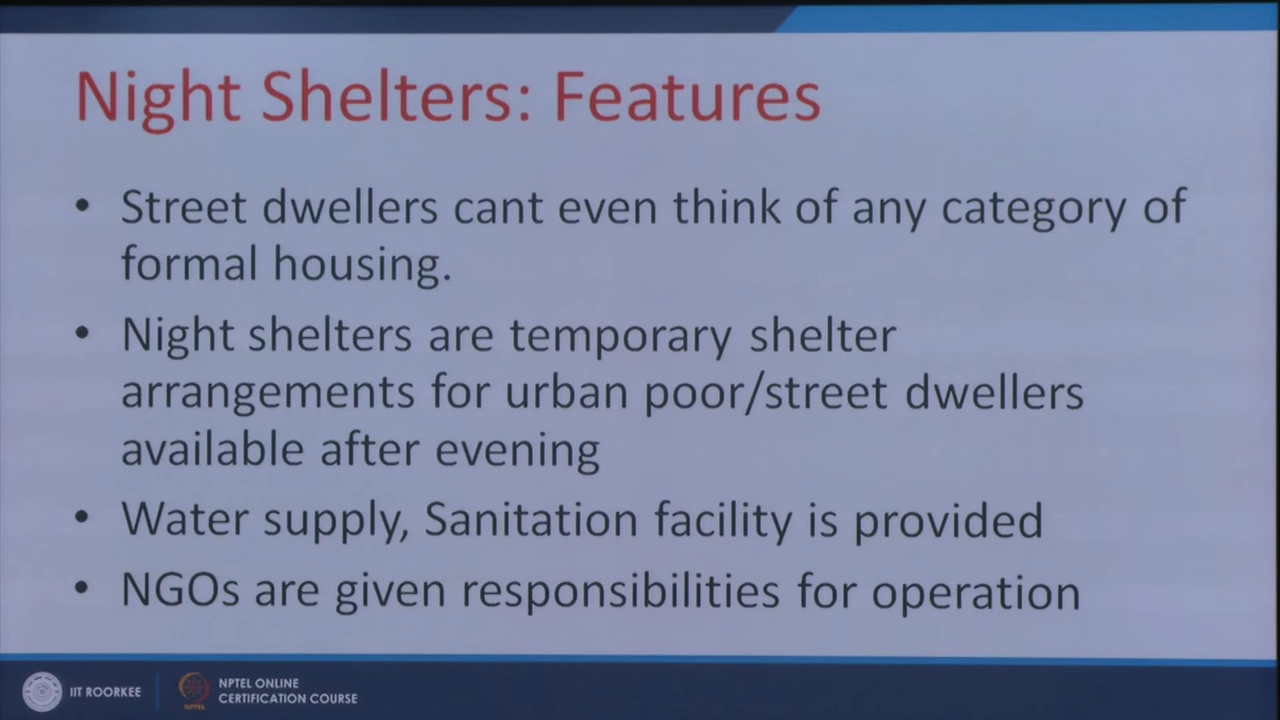 Night Shelters: Features
• Street dwellers cant even think of any category of
formal housing.
• Night shelters are temporary shelter
arrangements for urban poor/street dwellers
available after evening
• Water supply, Sanitation facility is provided
• NGOs are given responsibilities for operation
IIT ROORKEE
NPTEL
NPTEL ONLINE
CERTIFICATION COURSE